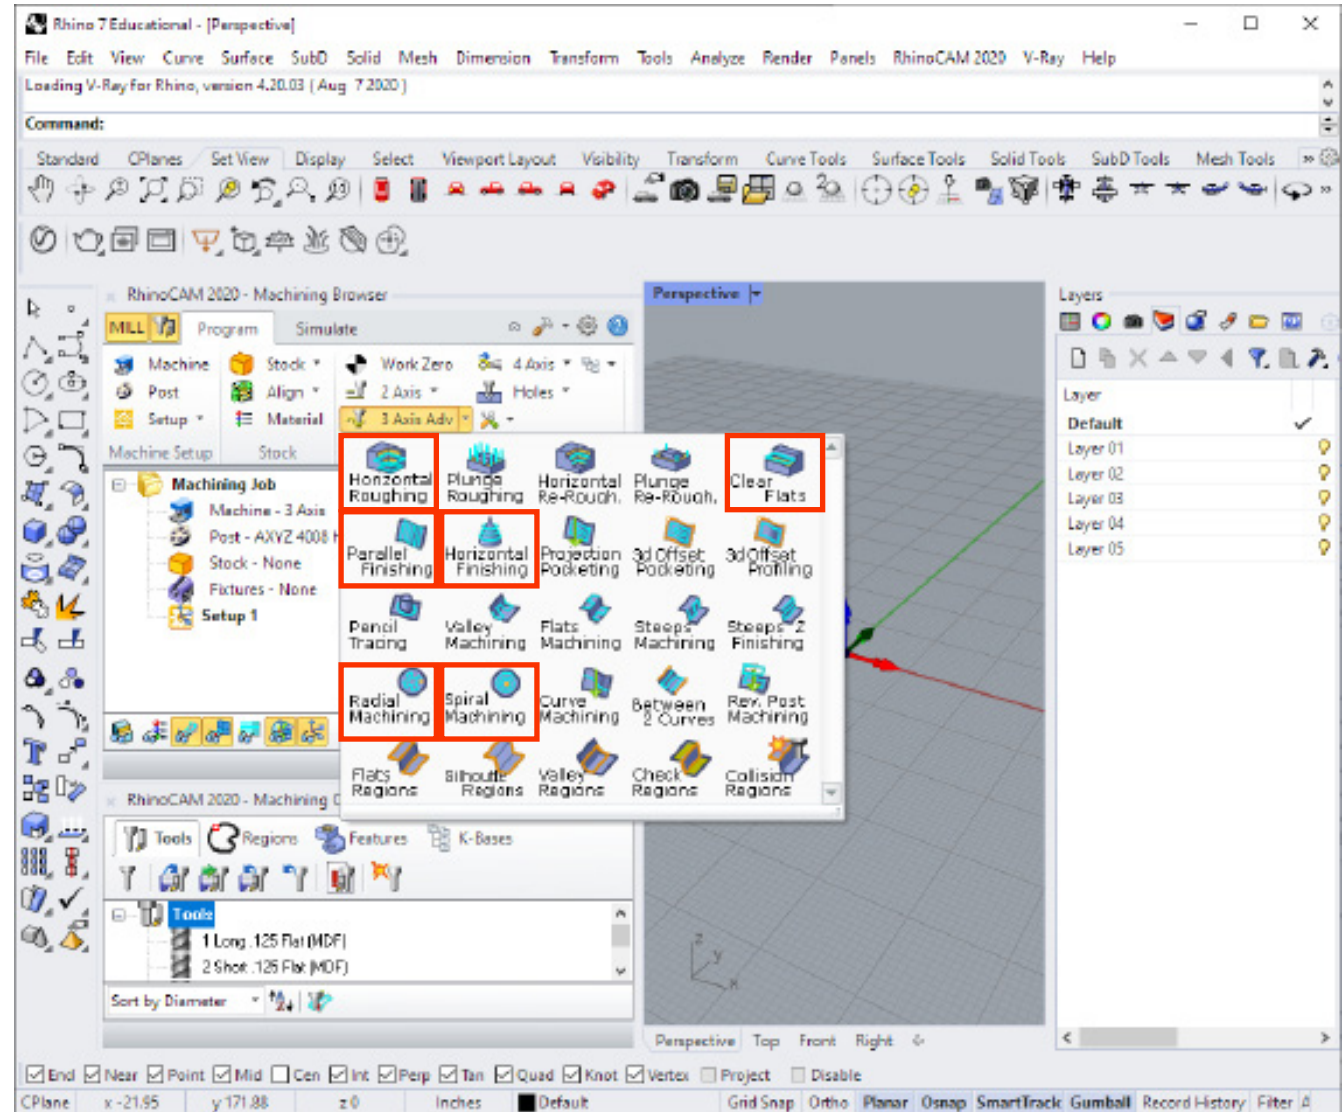 Rhino 7 Educational - [Perspective]
File Edit View Curve Surface SubD Solid Mesh Dimension Transform Tools Analyze Render Panels RhinoCAM 2020 V-Ray Help
Loading V-Ray for Rhino, version 4.20.03 ( Aug 7 2020 )
Command:
Standard CPlanes Set View Display Select Viewport Layout Visibility Transform Curve Tools Surface Tools Solid Tools SubD Tools Mesh Tools
RhinoCAM 2020 - Machining Browser
MILL Program Simulate
Machine Stock Work Zero 4 Axis
Post Align 2 Axis Holes
Setup Material 3 Axis Adv
Machine Setup Stock
Machining Job
Machine - 3 Axis
Post - AXYZ 4008
Stock - None
Fixtures - None
Setup 1
Horizontal Roughing
Plunge Roughing
Horizontal Re-Rough.
Plunge Re-Rough.
Clear Flats
Parallel Finishing
Horizontal Finishing
Projection Pocketing
3d Offset Pocketing
3d Offset Profiling
Pencil Tracing
Valley Machining
Flats Machining
Steeps Machining
Steeps Z Finishing
Radial Machining
Spiral Machining
Curve Machining
Between 2 Curves
Rev. Post Machining
Flats Regions
Silhoutte Regions
Valley Regions
Check Regions
Collision Regions
RhinoCAM 2020 - Machining
Tools Regions Features K-Bases
Tools
1 Long .125 Flat (MDF)
2 Short .125 Flat (MDF)
Sort by Diameter
Perspective
z
y
x
Perspective Top Front Right
Layers
Layer
Default
Layer 01
Layer 02
Layer 03
Layer 04
Layer 05
End Near Point Mid Cen Int Perp Tan Quad Knot Vertex Project Disable
CPlane x -21.95 y 171.88 z 0 Inches Default Grid Snap Ortho Planar Osnap SmartTrack Gumball Record History Filter